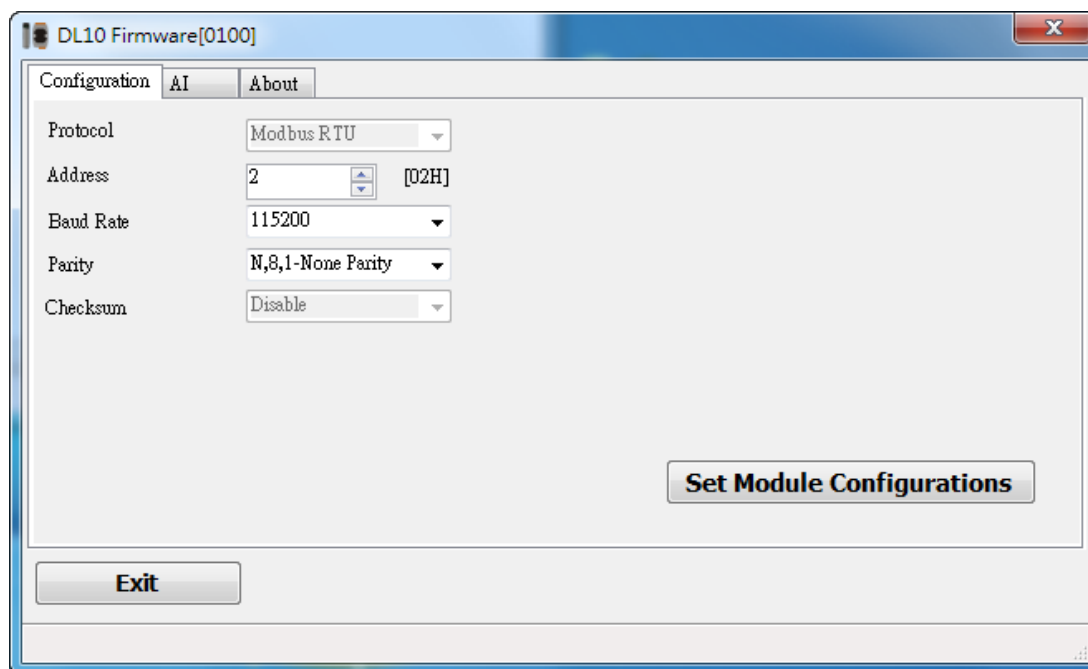 DL10 Firmware[0100]
Configuration AI About
Protocol Modbus RTU
Address 2 [02H]
Baud Rate 115200
Parity N,8,1-None Parity
Checksum Disable
Set Module Configurations
Exit